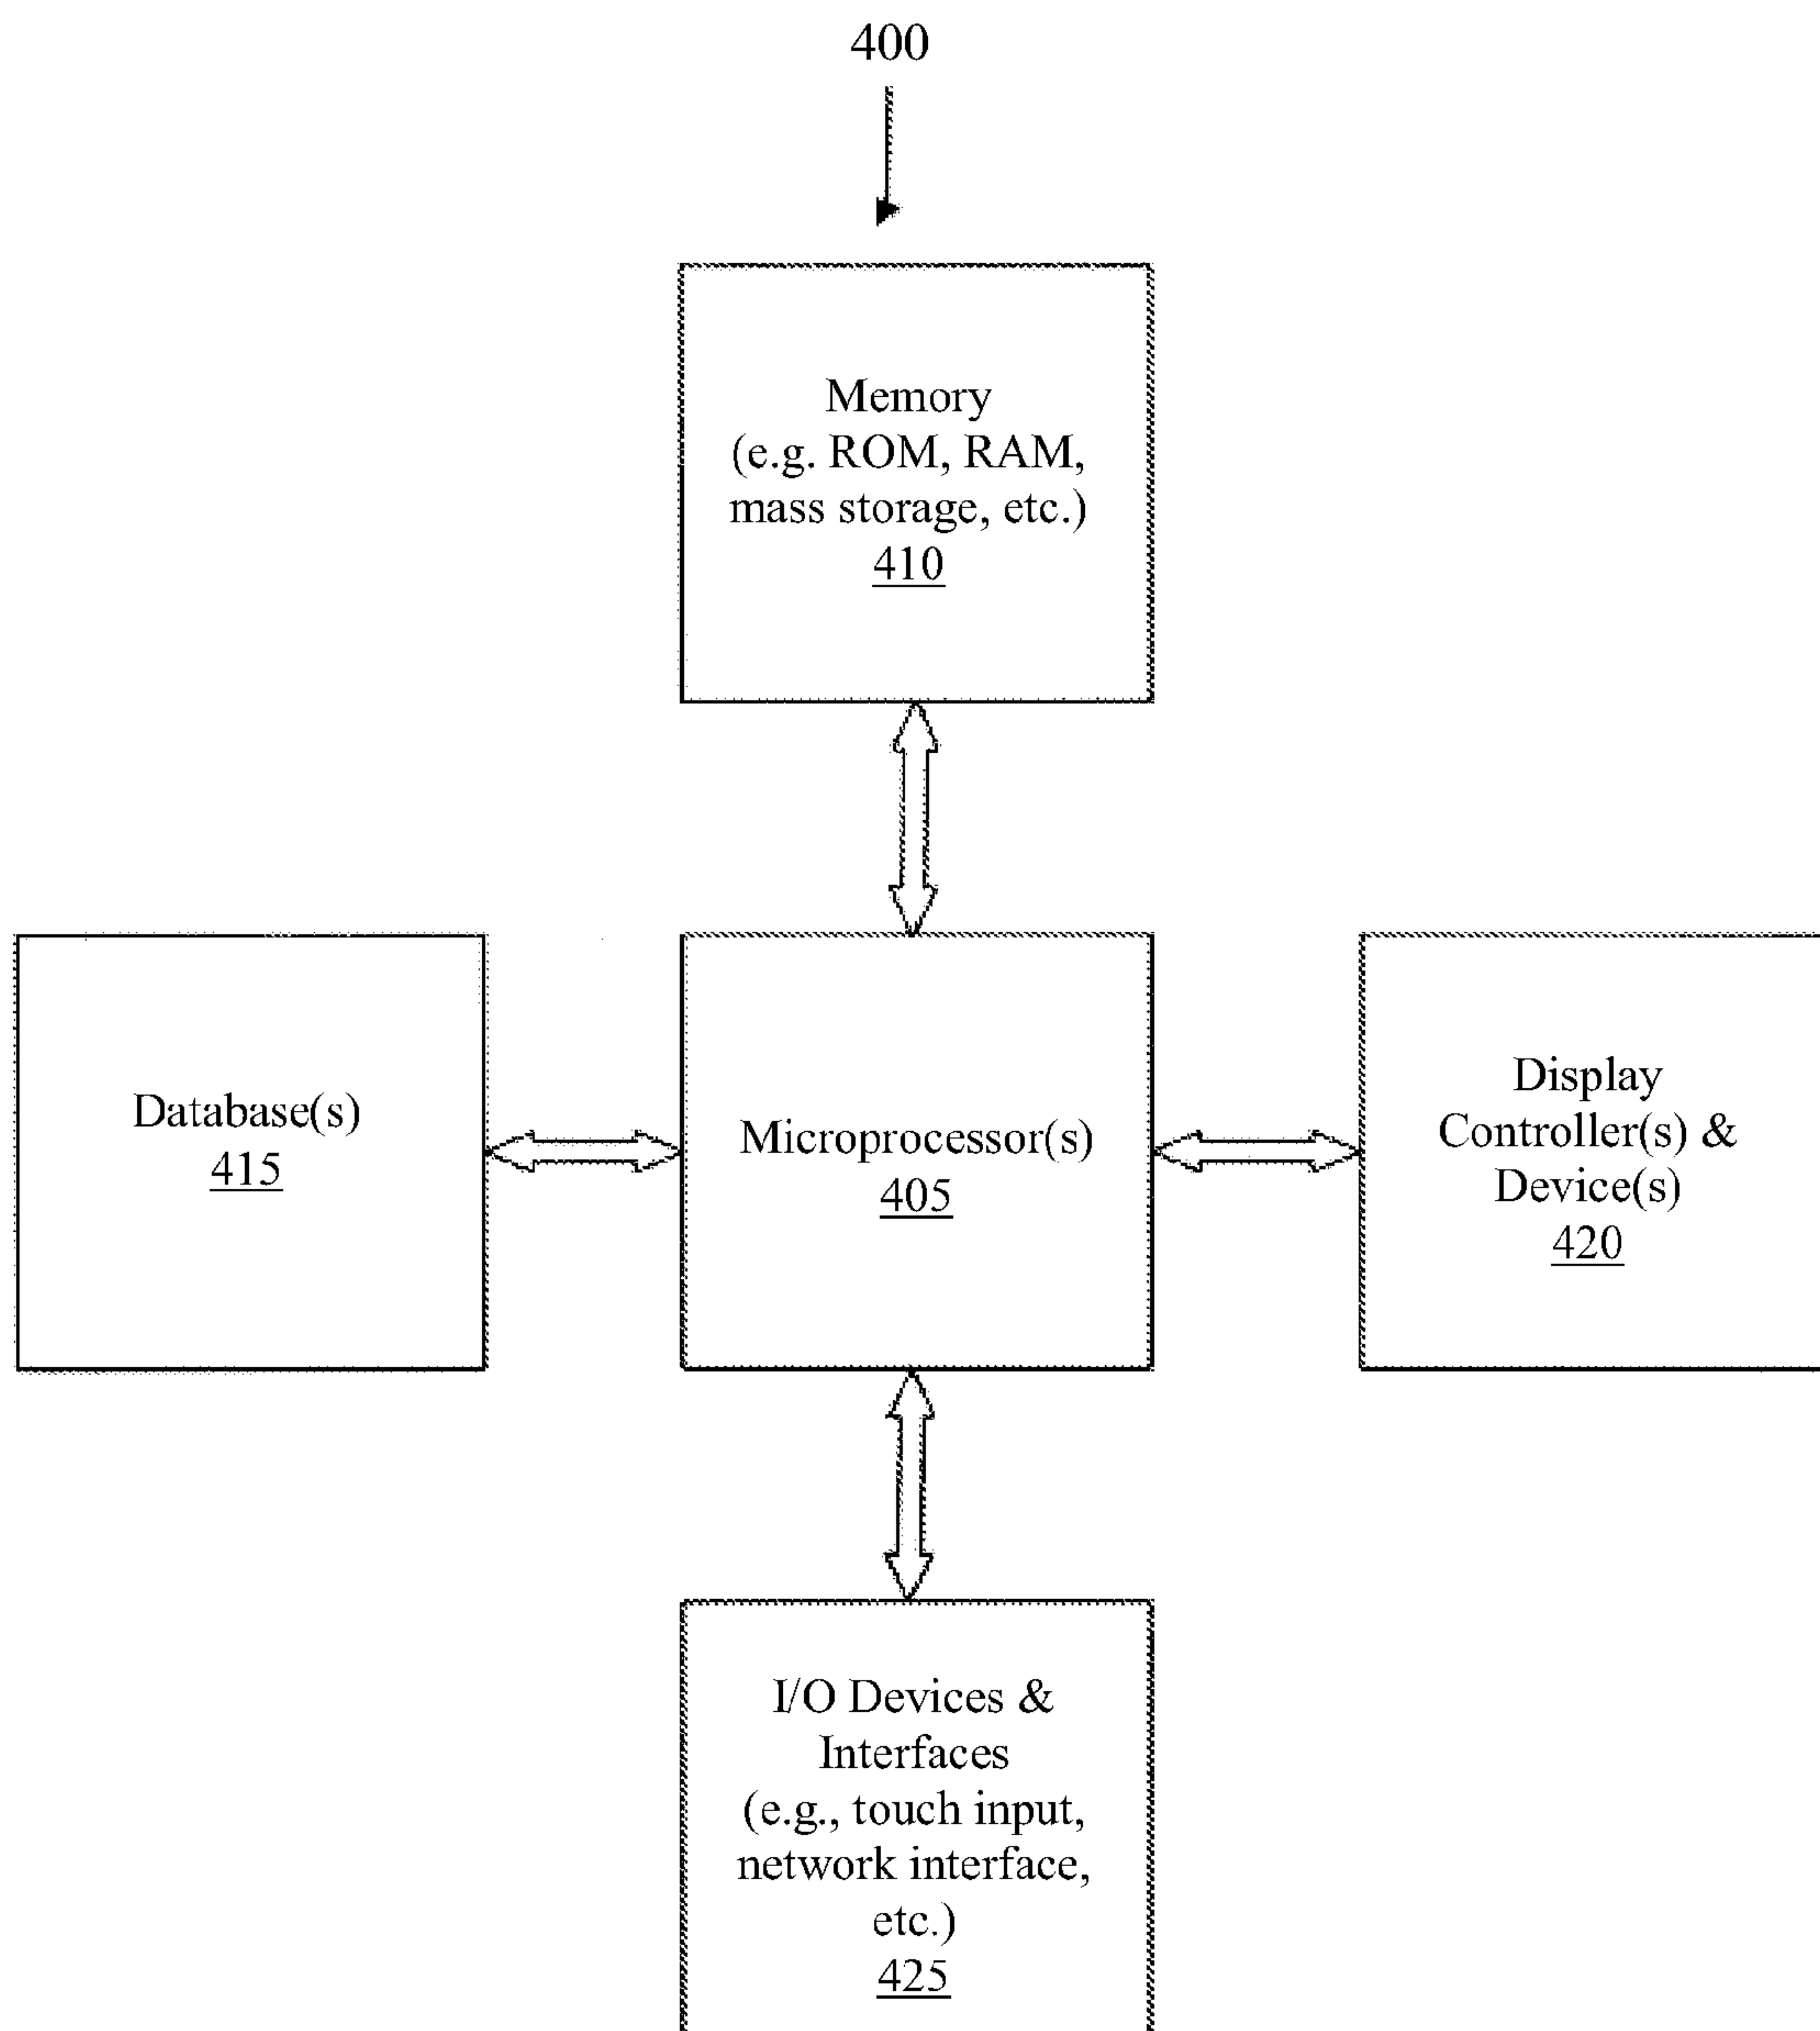 400
Memory
(e.g. ROM, RAM,
mass storage, etc.)
410
Database(s)
415
Microprocessor(s)
405
Display
Controller(s) &
Device(s)
420
I/O Devices &
Interfaces
(e.g., touch input,
network interface,
etc.)
425